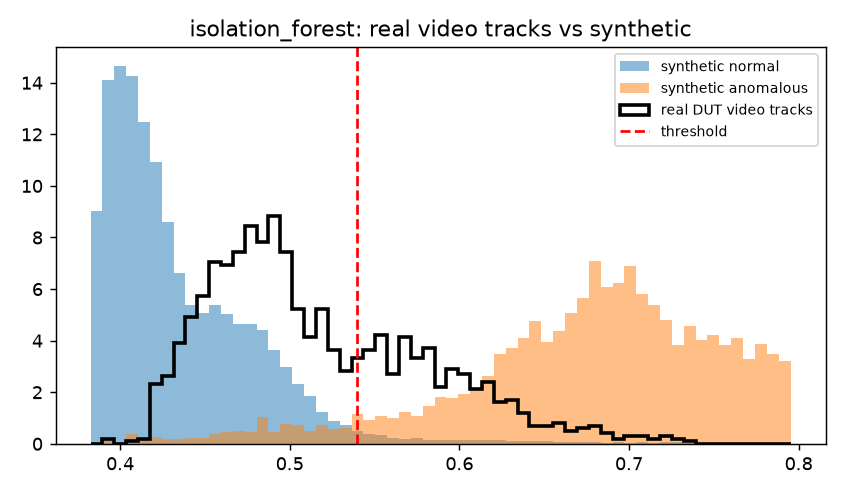 isolation_forest: real video tracks vs synthetic
synthetic normal
synthetic anomalous
real DUT video tracks
threshold
14
12
10
8
6
4
2
0
0.4 0.5 0.6 0.7 0.8